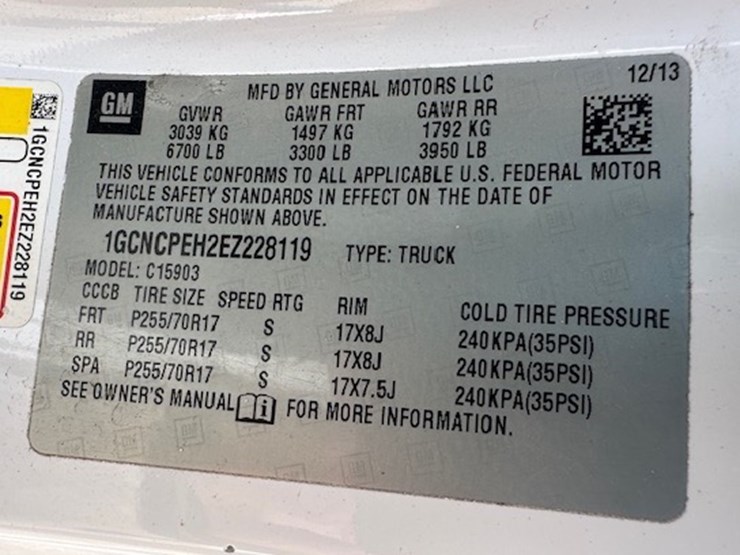 GM
MFD BY GENERAL MOTORS LLC 12/13
GVWR GAWR FRT GAWR RR
3039 KG 1497 KG 1792 KG
6700 LB 3300 LB 3950 LB
THIS VEHICLE CONFORMS TO ALL APPLICABLE U.S. FEDERAL MOTOR
VEHICLE SAFETY STANDARDS IN EFFECT ON THE DATE OF
MANUFACTURE SHOWN ABOVE.
1GCNCPEH2EZ228119 TYPE: TRUCK
MODEL: C15903
CCCB TIRE SIZE SPEED RTG RIM COLD TIRE PRESSURE
FRT P255/70R17 S 17X8J 240KPA(35PSI)
RR P255/70R17 S 17X8J 240KPA(35PSI)
SPA P255/70R17 S 17X7.5J 240KPA(35PSI)
SEE OWNER'S MANUAL FOR MORE INFORMATION.
1GCNCPEH2EZ228119